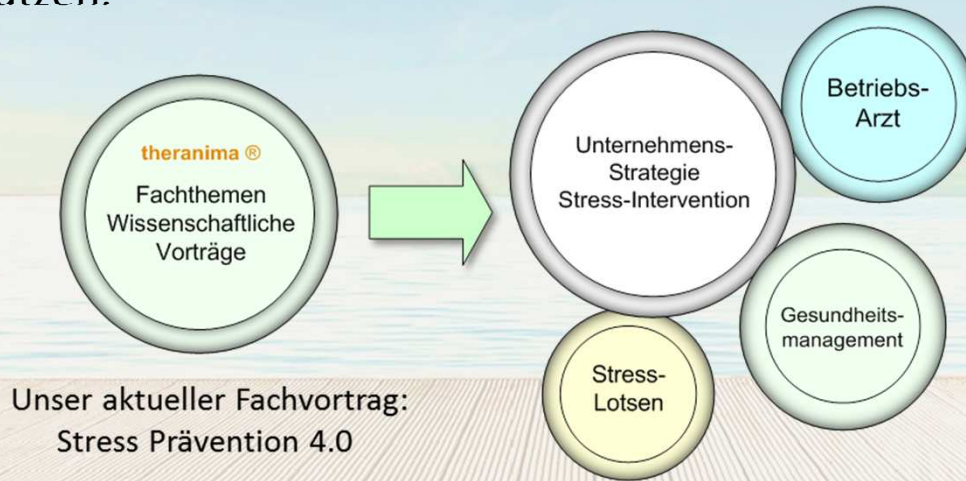 theranima ®
Fachthemen
Wissenschaftliche
Vorträge
Unternehmens-
Strategie
Stress-Intervention
Betriebs-
Arzt
Gesundheits-
management
Stress-
Lotsen
Unser aktueller Fachvortrag:
Stress Prävention 4.0